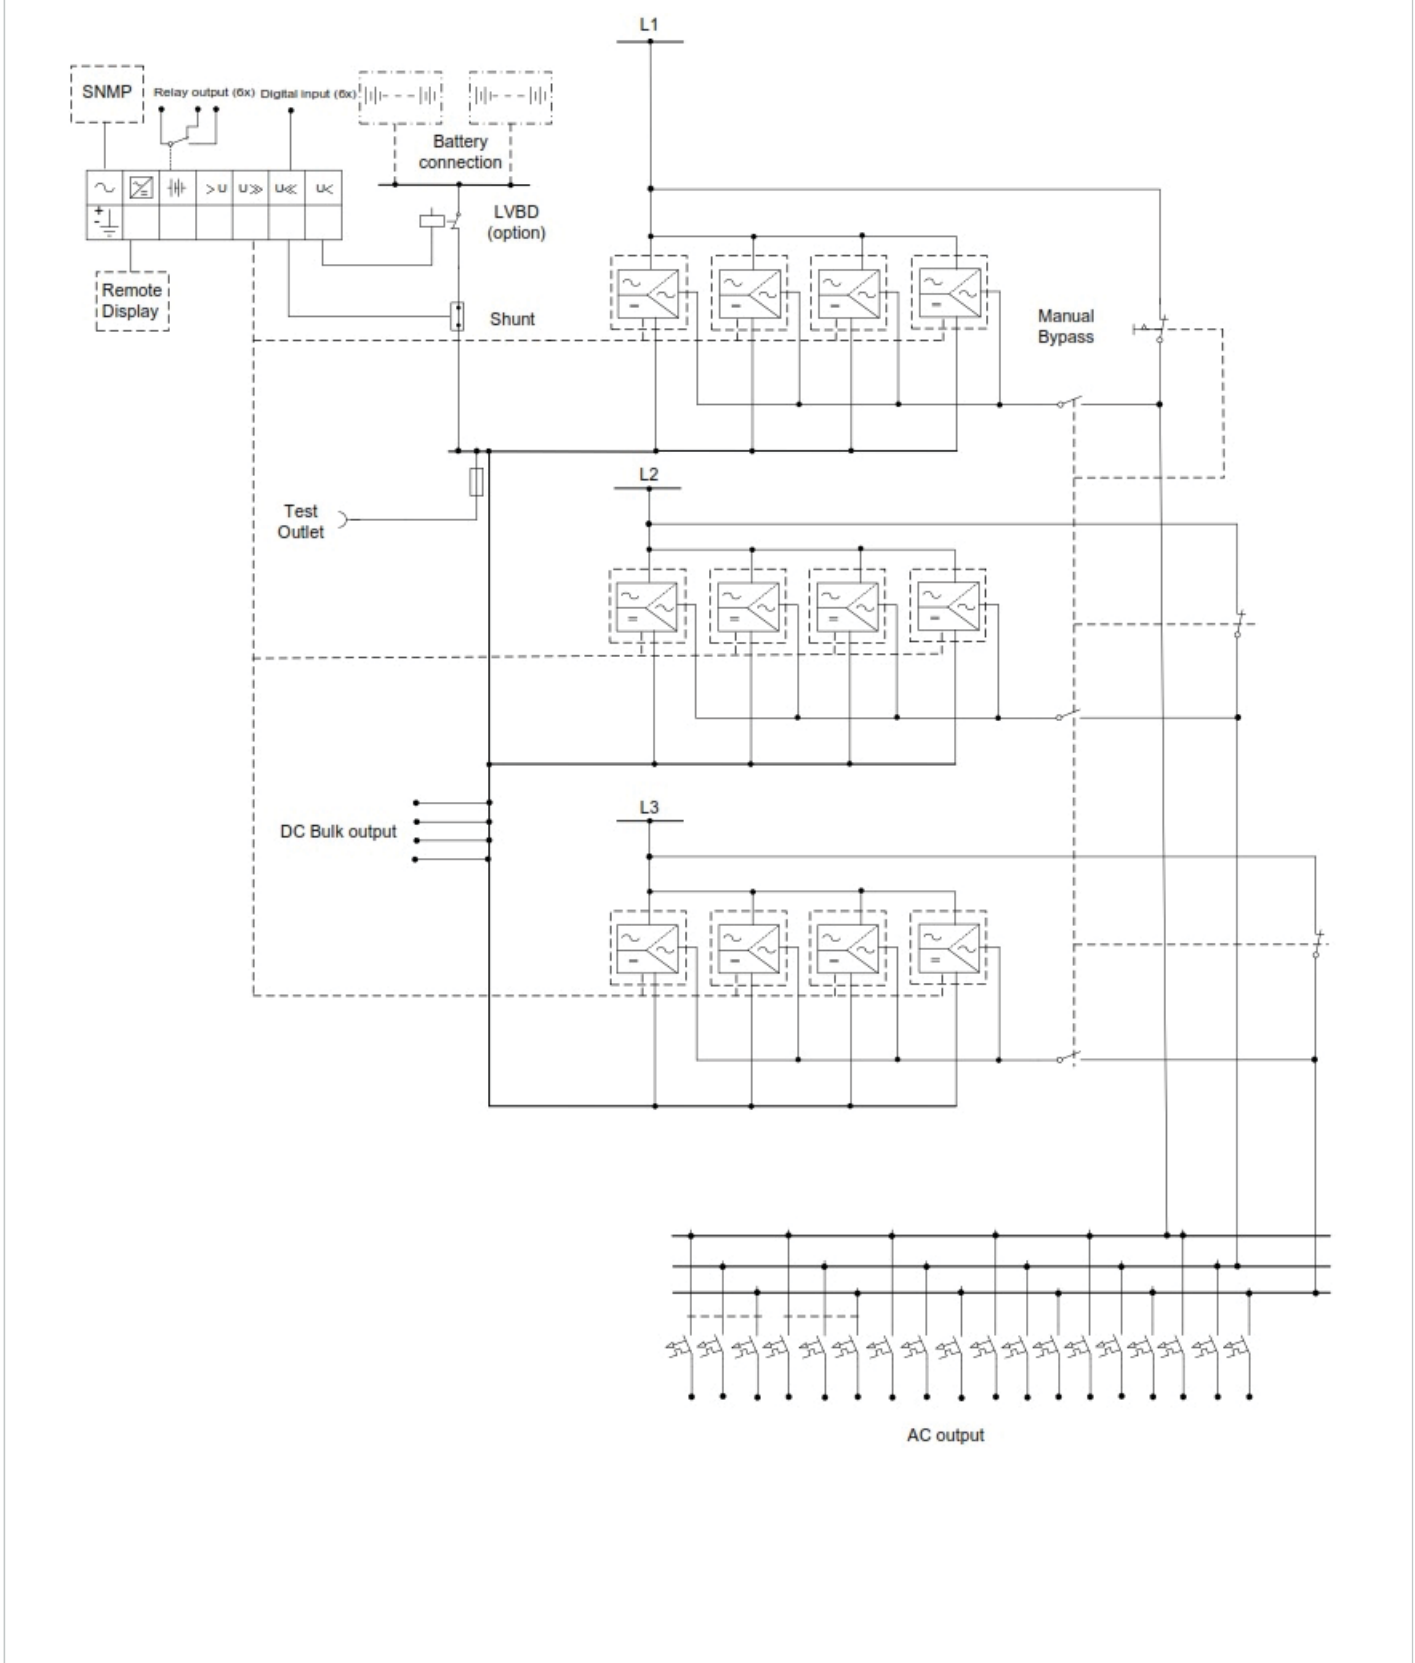 L1
SNMP
Relay output (6x)
Digital input (6x)
Battery
connection
>U
U>>
U<<
U<
+
-
LVBD
(option)
Remote
Display
Shunt
Manual
Bypass
L2
Test
Outlet
L3
DC Bulk output
AC output